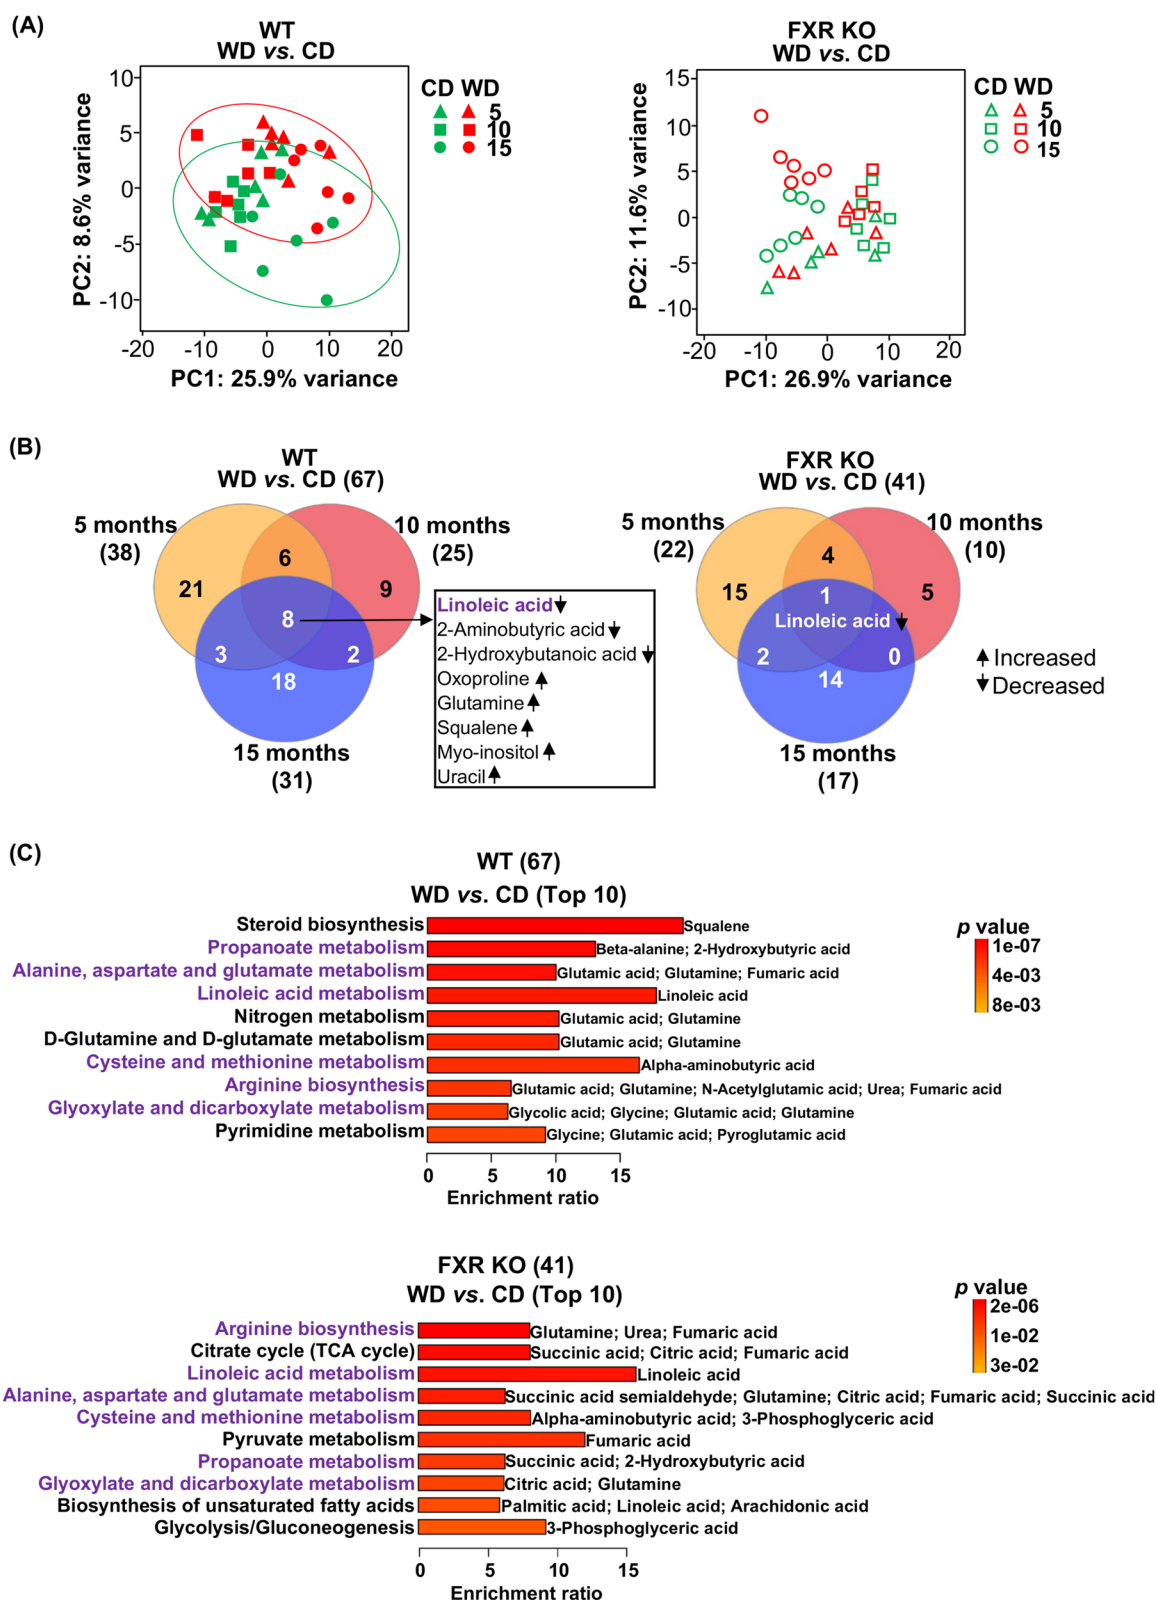 (A)
WT
WD vs. CD
10
5
0
-5
-10
PC2: 8.6% variance
-20 -10 0 10 20
PC1: 25.9% variance
CD WD
5
10
15
FXR KO
WD vs. CD
15
10
5
0
-5
-10
PC2: 11.6% variance
-20 -10 0 10 20
PC1: 26.9% variance
CD WD
5
10
15
(B)
WT
WD vs. CD (67)
5 months
(38)
10 months
(25)
6
21
9
8
3
2
18
15 months
(31)
Linoleic acid
2-Aminobutyric acid
2-Hydroxybutanoic acid
Oxoproline
Glutamine
Squalene
Myo-inositol
Uracil
FXR KO
WD vs. CD (41)
5 months
(22)
10 months
(10)
4
15
5
1
Linoleic acid
2
0
14
15 months
(17)
Increased
Decreased
(C)
WT (67)
WD vs. CD (Top 10)
Steroid biosynthesis Squalene
Propanoate metabolism Beta-alanine; 2-Hydroxybutyric acid
Alanine, aspartate and glutamate metabolism Glutamic acid; Glutamine; Fumaric acid
Linoleic acid metabolism Linoleic acid
Nitrogen metabolism Glutamic acid; Glutamine
D-Glutamine and D-glutamate metabolism Glutamic acid; Glutamine
Cysteine and methionine metabolism Alpha-aminobutyric acid
Arginine biosynthesis Glutamic acid; Glutamine; N-Acetylglutamic acid; Urea; Fumaric acid
Glyoxylate and dicarboxylate metabolism Glycolic acid; Glycine; Glutamic acid; Glutamine
Pyrimidine metabolism Glycine; Glutamic acid; Pyroglutamic acid
0 5 10 15
Enrichment ratio
p value
1e-07
4e-03
8e-03
FXR KO (41)
WD vs. CD (Top 10)
Arginine biosynthesis Glutamine; Urea; Fumaric acid
Citrate cycle (TCA cycle) Succinic acid; Citric acid; Fumaric acid
Linoleic acid metabolism Linoleic acid
Alanine, aspartate and glutamate metabolism Succinic acid semialdehyde; Glutamine; Citric acid; Fumaric acid; Succinic acid
Cysteine and methionine metabolism Alpha-aminobutyric acid; 3-Phosphoglyceric acid
Pyruvate metabolism Fumaric acid
Propanoate metabolism Succinic acid; 2-Hydroxybutyric acid
Glyoxylate and dicarboxylate metabolism Citric acid; Glutamine
Biosynthesis of unsaturated fatty acids Palmitic acid; Linoleic acid; Arachidonic acid
Glycolysis/Gluconeogenesis 3-Phosphoglyceric acid
0 5 10 15
Enrichment ratio
p value
2e-06
1e-02
3e-02